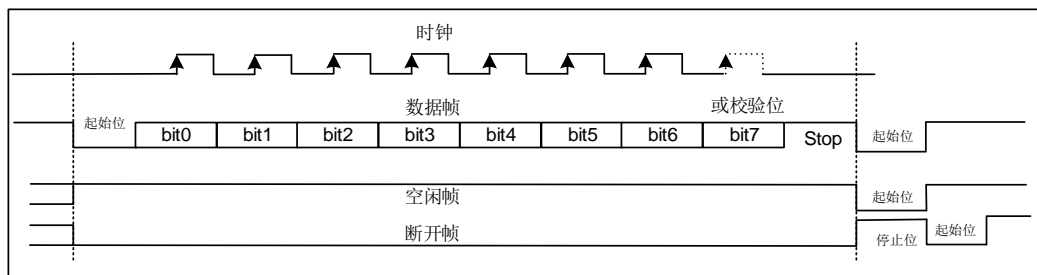 时钟
数据帧
或校验位
起始位 bit0 bit1 bit2 bit3 bit4 bit5 bit6 bit7 Stop 起始位
空闲帧 起始位
断开帧 停止位 起始位